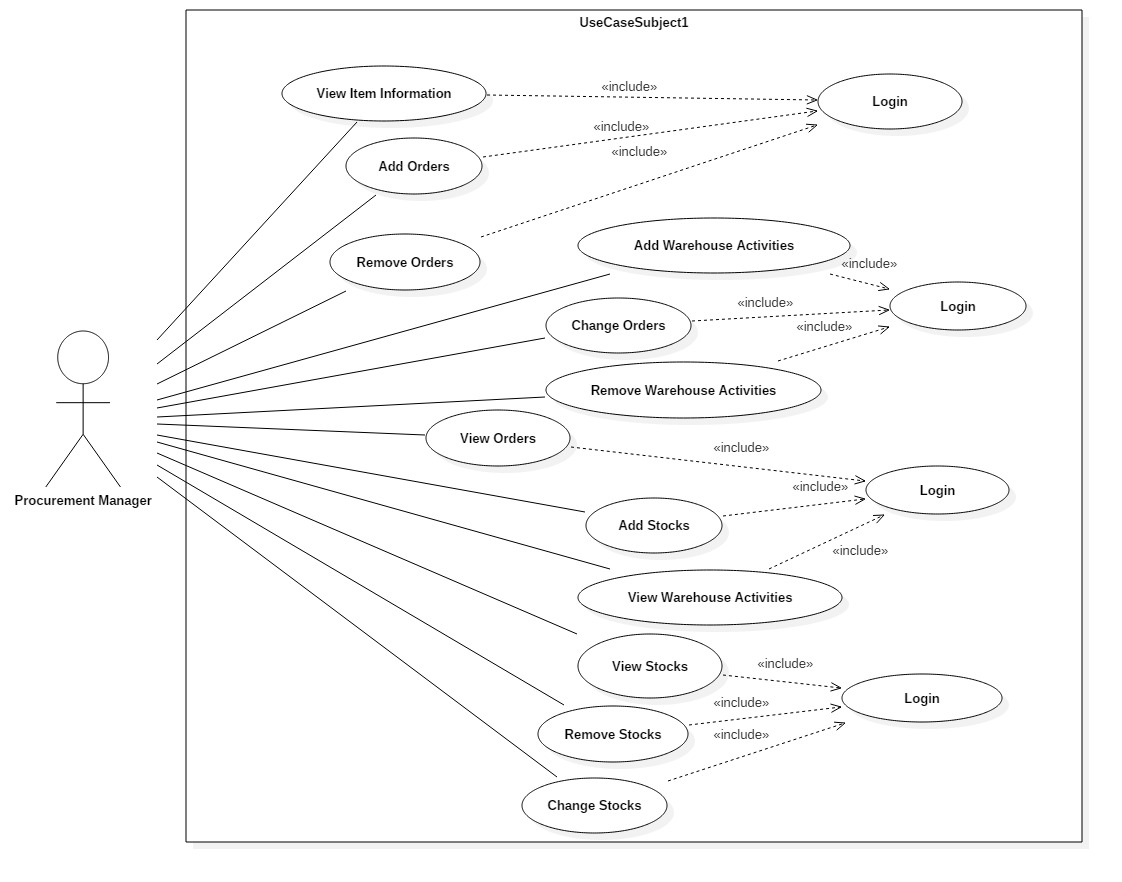 UseCaseSubject1
View Item Information
«include»
Login
Add Orders
«include»
«include»
Remove Orders
Add Warehouse Activities
«include»
Change Orders
«include»
Login
«include»
Remove Warehouse Activities
View Orders
«include»
Login
«include»
Procurement Manager
Add Stocks
«include»
View Warehouse Activities
View Stocks
«include»
Login
«include»
Remove Stocks
«include»
Change Stocks